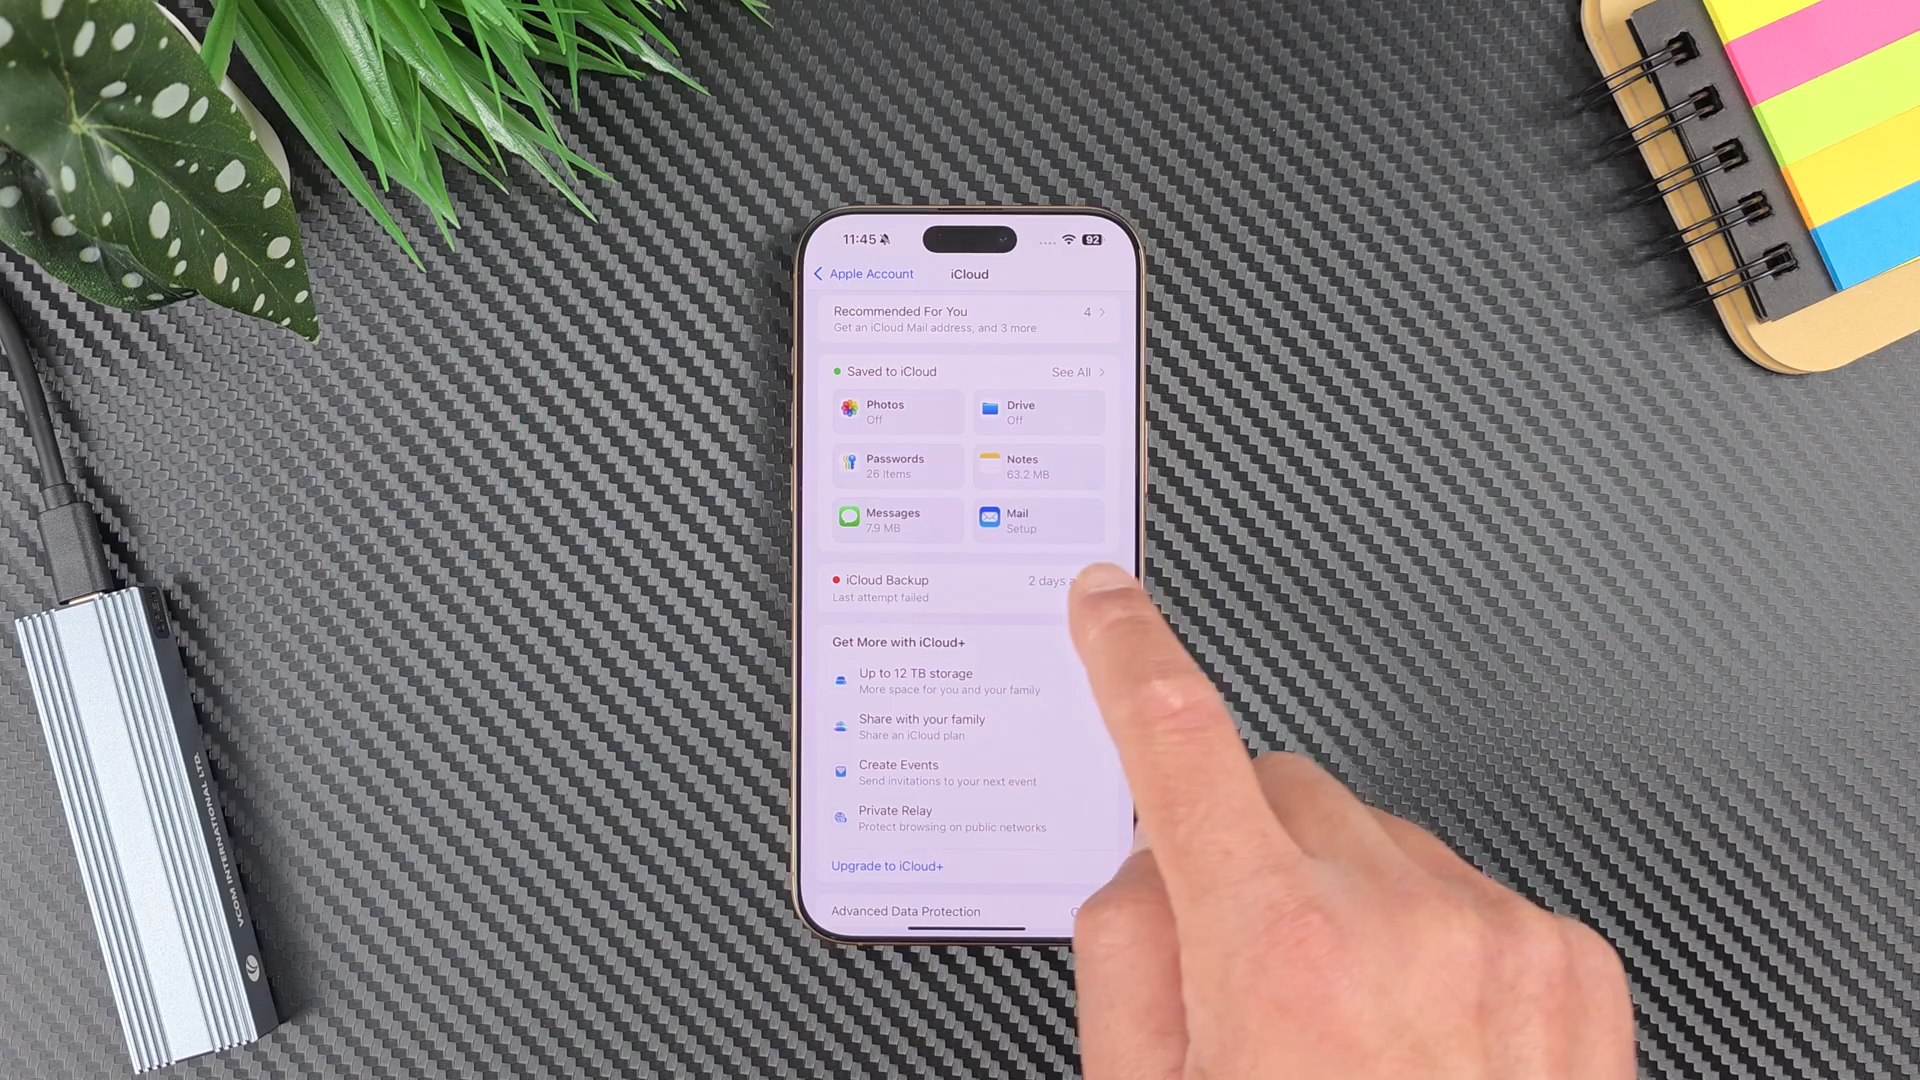 11:45
92
Apple Account
iCloud
Recommended For You
4
Get an iCloud Mail address, and 3 more
Saved to iCloud
See All
Photos
Off
Drive
Off
Passwords
26 Items
Notes
63.2 MB
Messages
7.9 MB
Mail
Setup
iCloud Backup
2 days
Last attempt failed
Get More with iCloud+
Up to 12 TB storage
More space for you and your family
Share with your family
Share an iCloud plan
Create Events
Send invitations to your next event
Private Relay
Protect browsing on public networks
Upgrade to iCloud+
Advanced Data Protection
VCOM INTERNATIONAL LTD